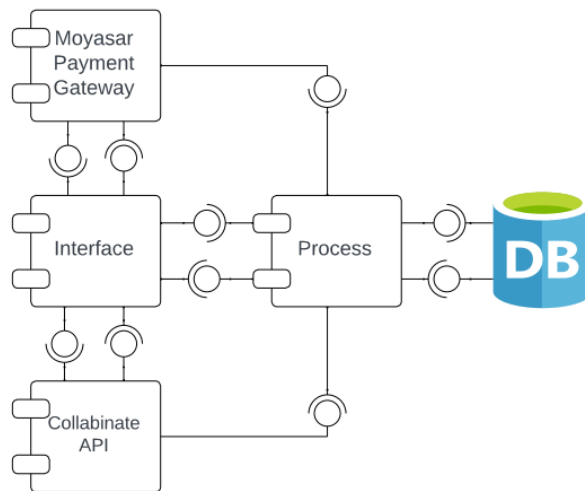 Moyasar
Payment
Gateway
Interface
Process
DB
Collabinate
API